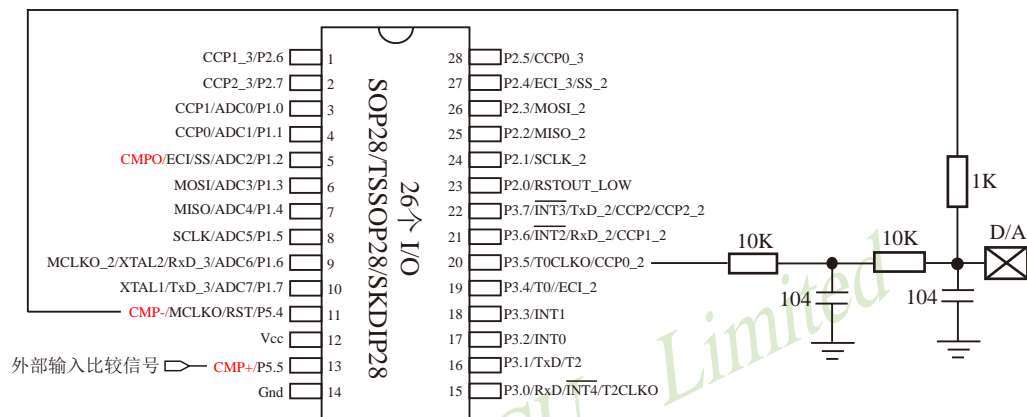 CCP1_3/P2.6 1
CCP2_3/P2.7 2
CCP1/ADC0/P1.0 3
CCP0/ADC1/P1.1 4
CMPO/ECI/SS/ADC2/P1.2 5
MOSI/ADC3/P1.3 6
MISO/ADC4/P1.4 7
SCLK/ADC5/P1.5 8
MCLKO_2/XTAL2/RxD_3/ADC6/P1.6 9
XTAL1/TxD_3/ADC7/P1.7 10
CMP-/MCLKO/RST/P5.4 11
Vcc 12
外部输入比较信号 CMP+/P5.5 13
Gnd 14
SOP28/TSSOP28/SKDIP28
26个 I/O
28 P2.5/CCP0_3
27 P2.4/ECI_3/SS_2
26 P2.3/MOSI_2
25 P2.2/MISO_2
24 P2.1/SCLK_2
23 P2.0/RSTOUT_LOW
22 P3.7/INT3/TxD_2/CCP2/CCP2_2
21 P3.6/INT2/RxD_2/CCP1_2
20 P3.5/T0CLKO/CCP0_2
19 P3.4/T0//ECI_2
18 P3.3/INT1
17 P3.2/INT0
16 P3.1/TxD/T2
15 P3.0/RxD/INT4/T2CLKO
1K
D/A
10K
10K
104
104
Limited